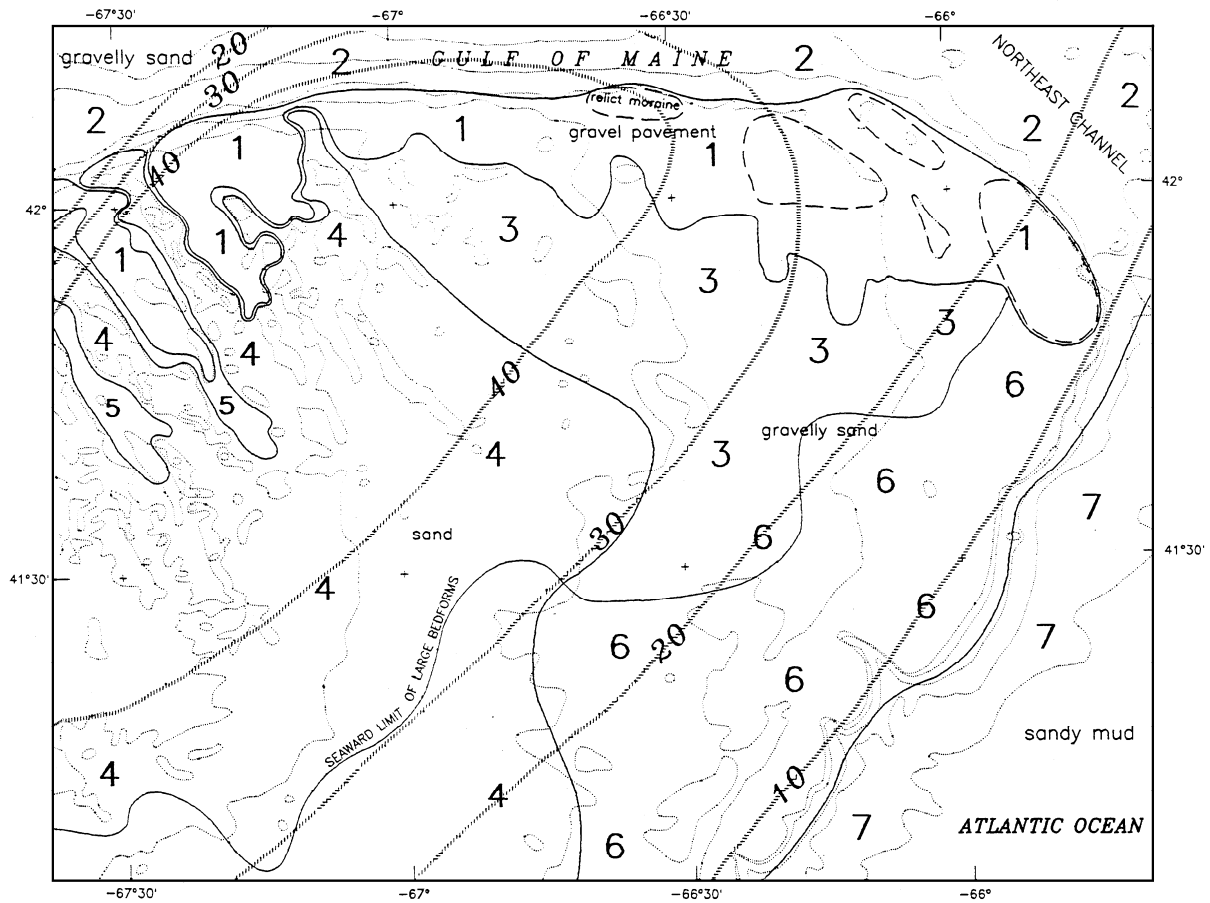 -67°30' -67° -66°30' -66°
gravelly sand 20 2 GULF OF MAINE 2 NORTHEAST CHANNEL
30 2
2 (relict moraine) 2
1 1 gravel pavement 1
40
42° 42°
1 4 3 1
1 3
4 4 3 3
5 5 40 6
4 3 gravelly sand
6
7
sand 30 6
41°30' 41°30'
4 6
SEAWARD LIMIT OF LARGE BEDFORMS
6 20 7
6
sandy mud
4 4 10
6 7 ATLANTIC OCEAN
-67°30' -67° -66°30' -66°